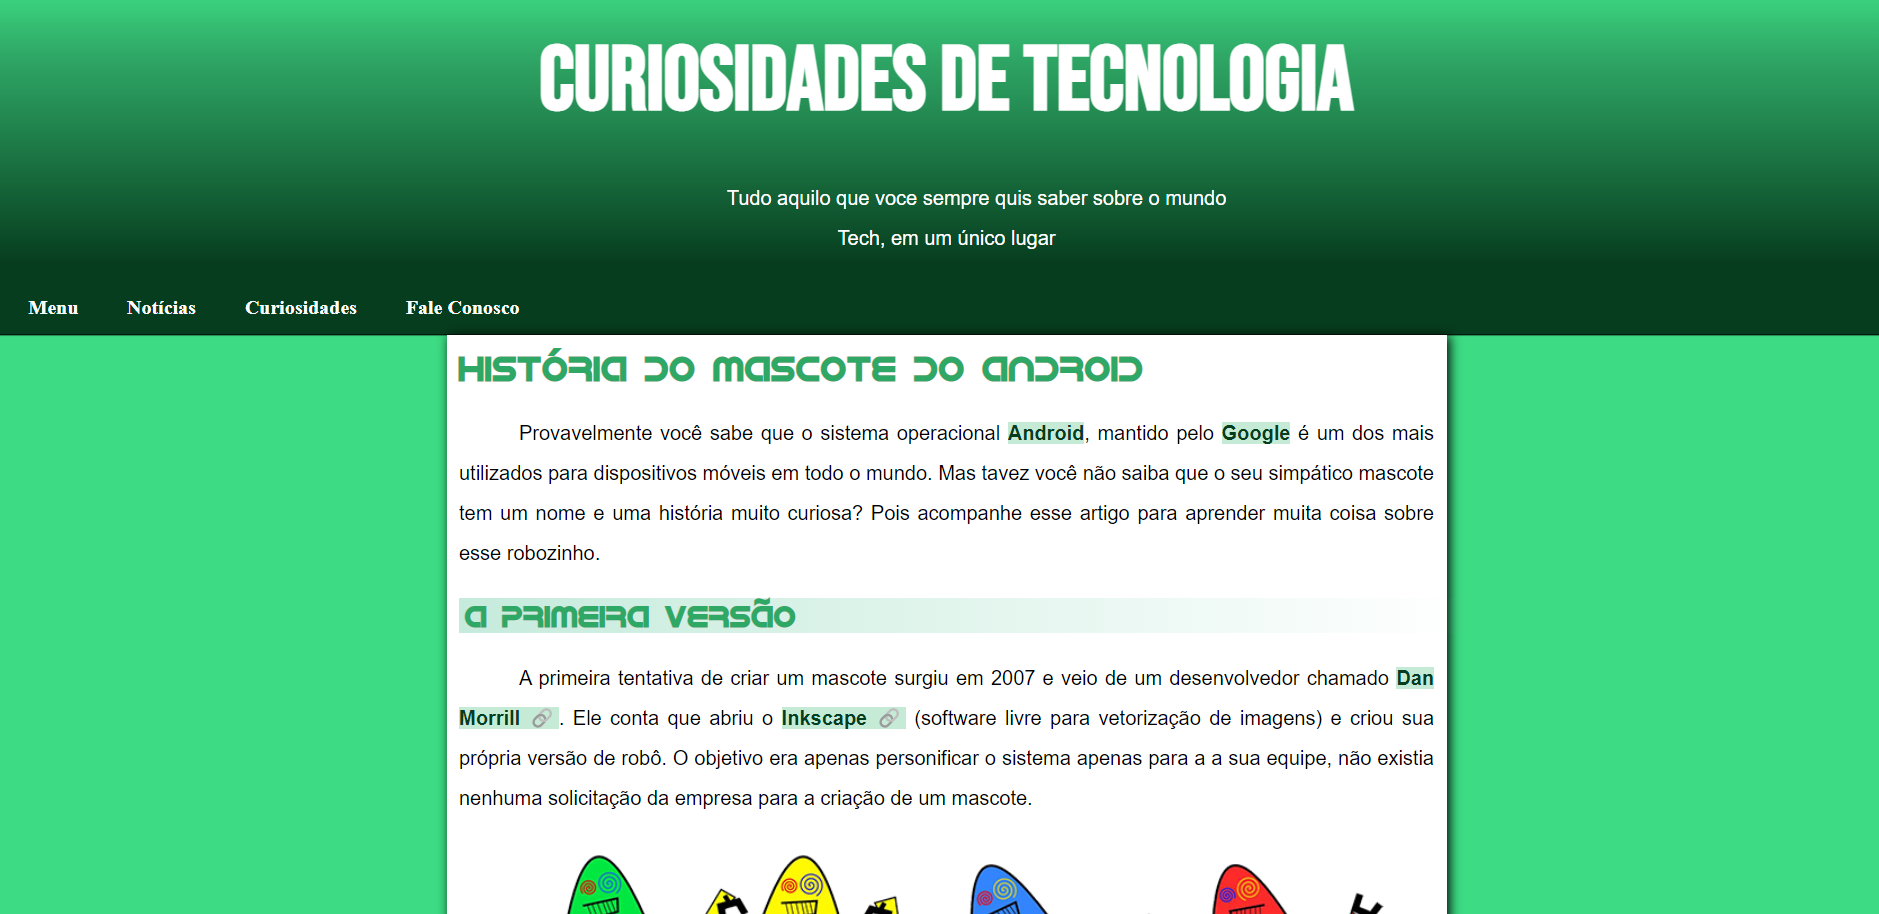 CURIOSIDADES DE TECNOLOGIA
Tudo aquilo que voce sempre quis saber sobre o mundo
Tech, em um único lugar
Menu Notícias Curiosidades Fale Conosco
HISTÓRIA DO MASCOTE DO ANDROID
Provavelmente você sabe que o sistema operacional Android, mantido pelo Google é um dos mais
utilizados para dispositivos móveis em todo o mundo. Mas tavez você não saiba que o seu simpático mascote
tem um nome e uma história muito curiosa? Pois acompanhe esse artigo para aprender muita coisa sobre
esse robozinho.
A PRIMEIRA VERSÃO
A primeira tentativa de criar um mascote surgiu em 2007 e veio de um desenvolvedor chamado Dan
Morrill 🔗. Ele conta que abriu o Inkscape 🔗 (software livre para vetorização de imagens) e criou sua
própria versão de robô. O objetivo era apenas personificar o sistema apenas para a a sua equipe, não existia
nenhuma solicitação da empresa para a criação de um mascote.